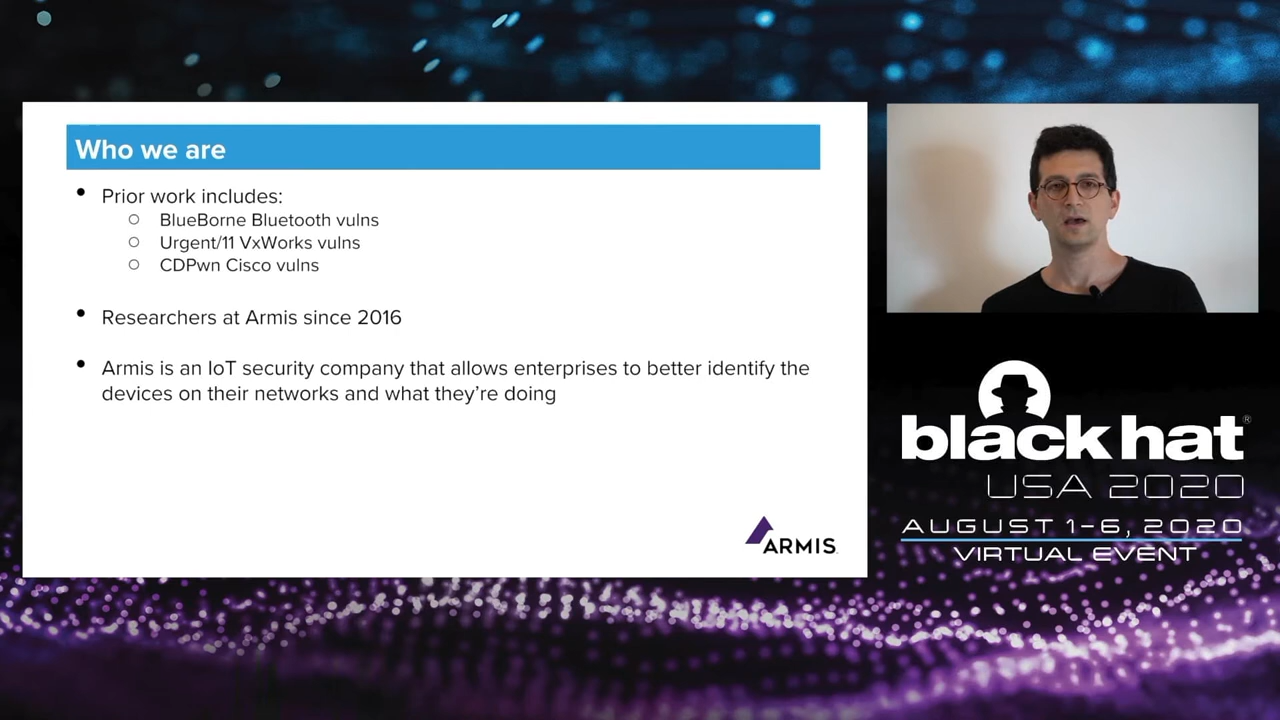 Who we are
• Prior work includes:
○ BlueBorne Bluetooth vulns
○ Urgent/11 VxWorks vulns
○ CDPwn Cisco vulns
• Researchers at Armis since 2016
• Armis is an IoT security company that allows enterprises to better identify the
devices on their networks and what they're doing
ARMIS
black hat®
USA 2020
AUGUST 1-6, 2020
VIRTUAL EVENT